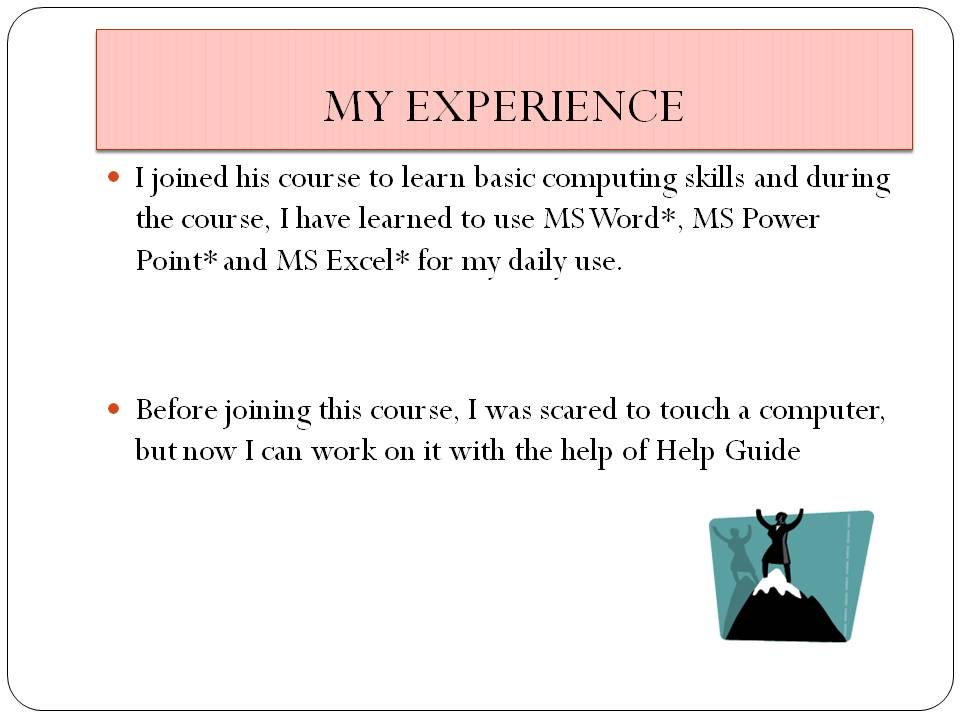 MY EXPERIENCE
• I joined his course to learn basic computing skills and during
the course, I have learned to use MS Word*, MS Power
Point* and MS Excel* for my daily use.
• Before joining this course, I was scared to touch a computer,
but now I can work on it with the help of Help Guide